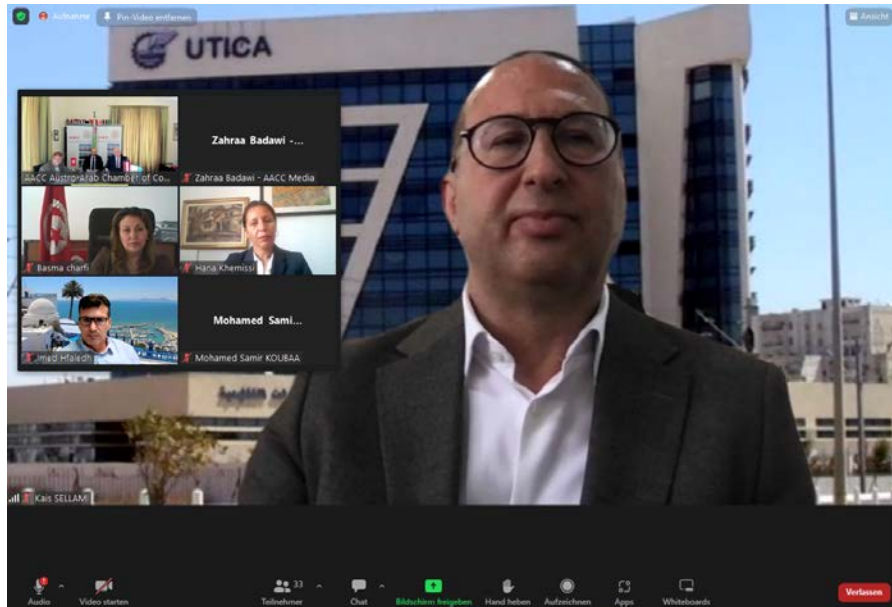 Aufnahme
Pin-Video entfernen
Ansicht
UTICA
Zahraa Badawi -...
AACC Austro-Arab Chamber of Co...
Zahraa Badawi - AACC Media
Basma charfi
Hana Khemissi
Mohamed Sami...
Imed Hfaiedh
Mohamed Samir KOUBAA
Kais SELLAMI
Audio
Video starten
33
Teilnehmer
Chat
Bildschirm freigeben
Hand heben
Aufzeichnen
Apps
Whiteboards
Verlassen